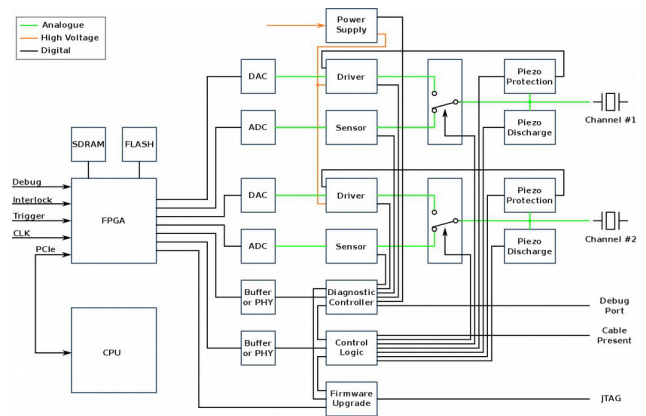 Analogue
High Voltage
Digital
Power
Supply
DAC
Driver
Piezo
Protection
ADC
Sensor
Piezo
Discharge
Channel #1
SDRAM
FLASH
Debug
Interlock
Trigger
CLK
PCIe
FPGA
DAC
Driver
Piezo
Protection
ADC
Sensor
Piezo
Discharge
Channel #2
Buffer
or PHY
Diagnostic
Controller
Debug
Port
CPU
Buffer
or PHY
Control
Logic
Cable
Present
Firmware
Upgrade
JTAG